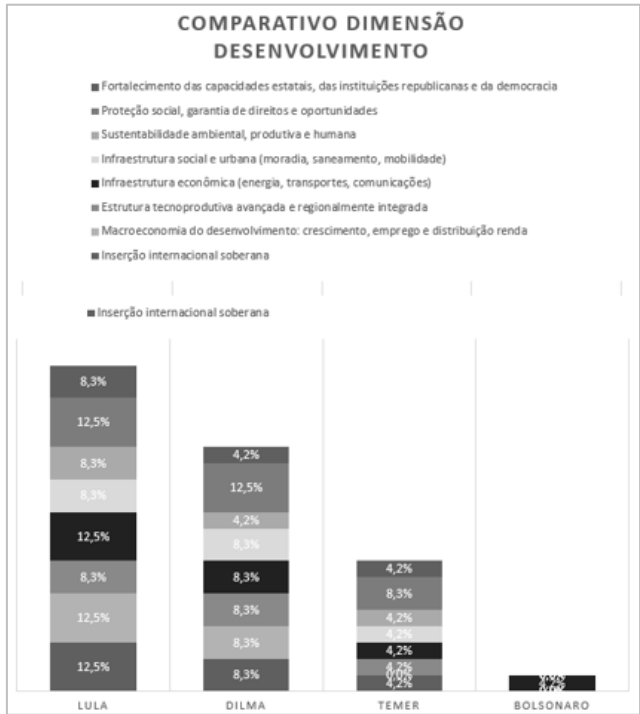 COMPARATIVO DIMENSÃO
DESENVOLVIMENTO
Fortalecimento das capacidades estatais, das instituições republicanas e da democracia
Proteção social, garantia de direitos e oportunidades
Sustentabilidade ambiental, produtiva e humana
Infraestrutura social e urbana (moradia, saneamento, mobilidade)
Infraestrutura econômica (energia, transportes, comunicações)
Estrutura tecnoprodutiva avançada e regionalmente integrada
Macroeconomia do desenvolvimento: crescimento, emprego e distribuição renda
Inserção internacional soberana
Inserção internacional soberana
8,3%
12,5%
8,3%
8,3%
12,5%
8,3%
12,5%
12,5%
4,2%
12,5%
4,2%
8,3%
8,3%
8,3%
8,3%
8,3%
4,2%
8,3%
4,2%
4,2%
4,2%
4,2%
0,0%
4,2%
4,2%
LULA
DILMA
TEMER
BOLSONARO